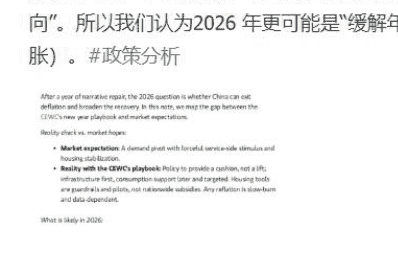 向”。所以我们认为2026 年更可能是“缓解年
胀）。#政策分析
After a year of narrative repair, the 2026 question is whether China can exit
deflation and broaden the recovery. In this note, we map the gap between the
CEWC's new year playbook and market expectations.
Reality check vs. market hopes:
• Market expectation: A demand pivot with forceful service-side stimulus and
housing stabilization.
• Reality with the CEWC's playbook: Policy to provide a cushion, not a lift;
infrastructure first, consumption support later and targeted. Housing tools
are guardrails and pilots, not nationwide subsidies. Any reflation is slow-burn
and data-dependent.
What is likely in 2026: